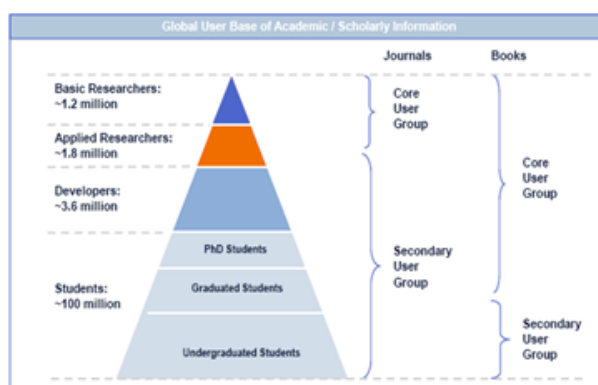 Global User Base of Academic / Scholarly Information
Journals
Books
Basic Researchers:
~1.2 million
Applied Researchers:
~1.8 million
Developers:
~3.6 million
Students:
~100 million
PhD Students
Graduated Students
Undergraduated Students
Core
User
Group
Secondary
User
Group
Core
User
Group
Secondary
User
Group